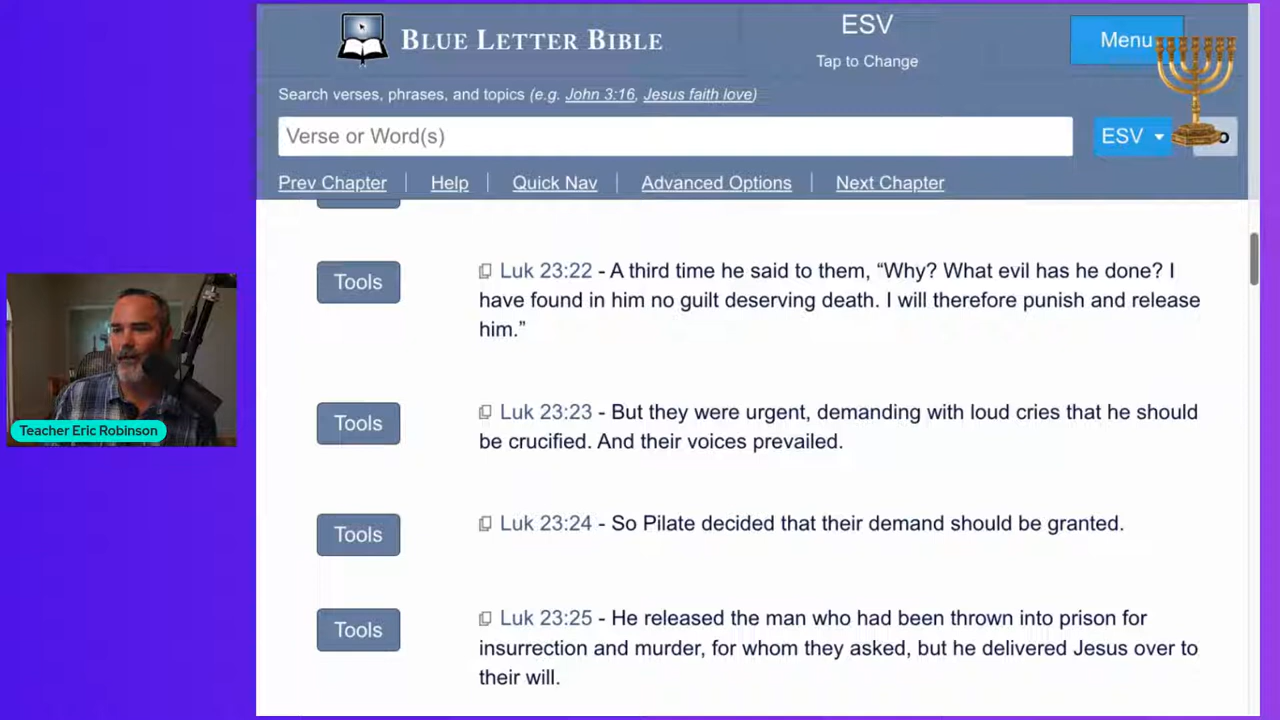 BLUE LETTER BIBLE
ESV
Tap to Change
Menu
Search verses, phrases, and topics (e.g. John 3:16, Jesus faith love)
Verse or Word(s)
ESV
Prev Chapter | Help | Quick Nav | Advanced Options | Next Chapter
Tools
Luk 23:22 - A third time he said to them, “Why? What evil has he done? I
have found in him no guilt deserving death. I will therefore punish and release
him.”
Tools
Luk 23:23 - But they were urgent, demanding with loud cries that he should
be crucified. And their voices prevailed.
Teacher Eric Robinson
Tools
Luk 23:24 - So Pilate decided that their demand should be granted.
Tools
Luk 23:25 - He released the man who had been thrown into prison for
insurrection and murder, for whom they asked, but he delivered Jesus over to
their will.